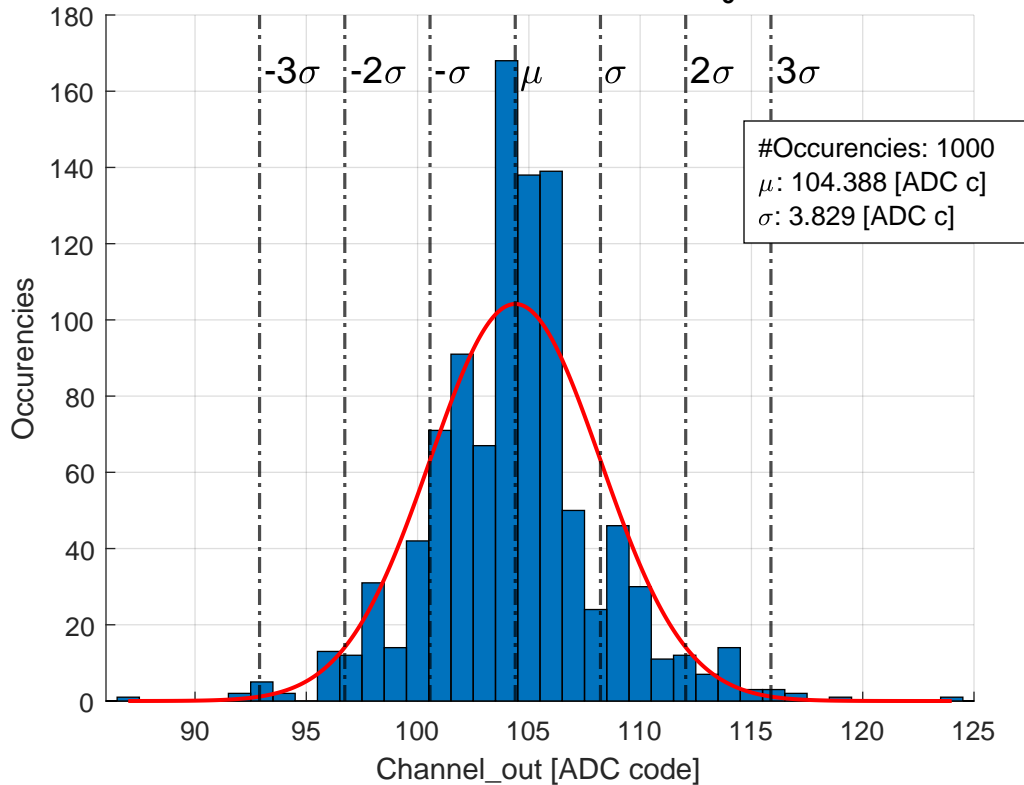 180
160
140
120
100
80
60
40
20
0
Occurencies
-3σ
-2σ
-σ
μ
σ
2σ
3σ
#Occurencies: 1000
μ: 104.388 [ADC c]
σ: 3.829 [ADC c]
90
95
100
105
110
115
120
125
Channel_out [ADC code]